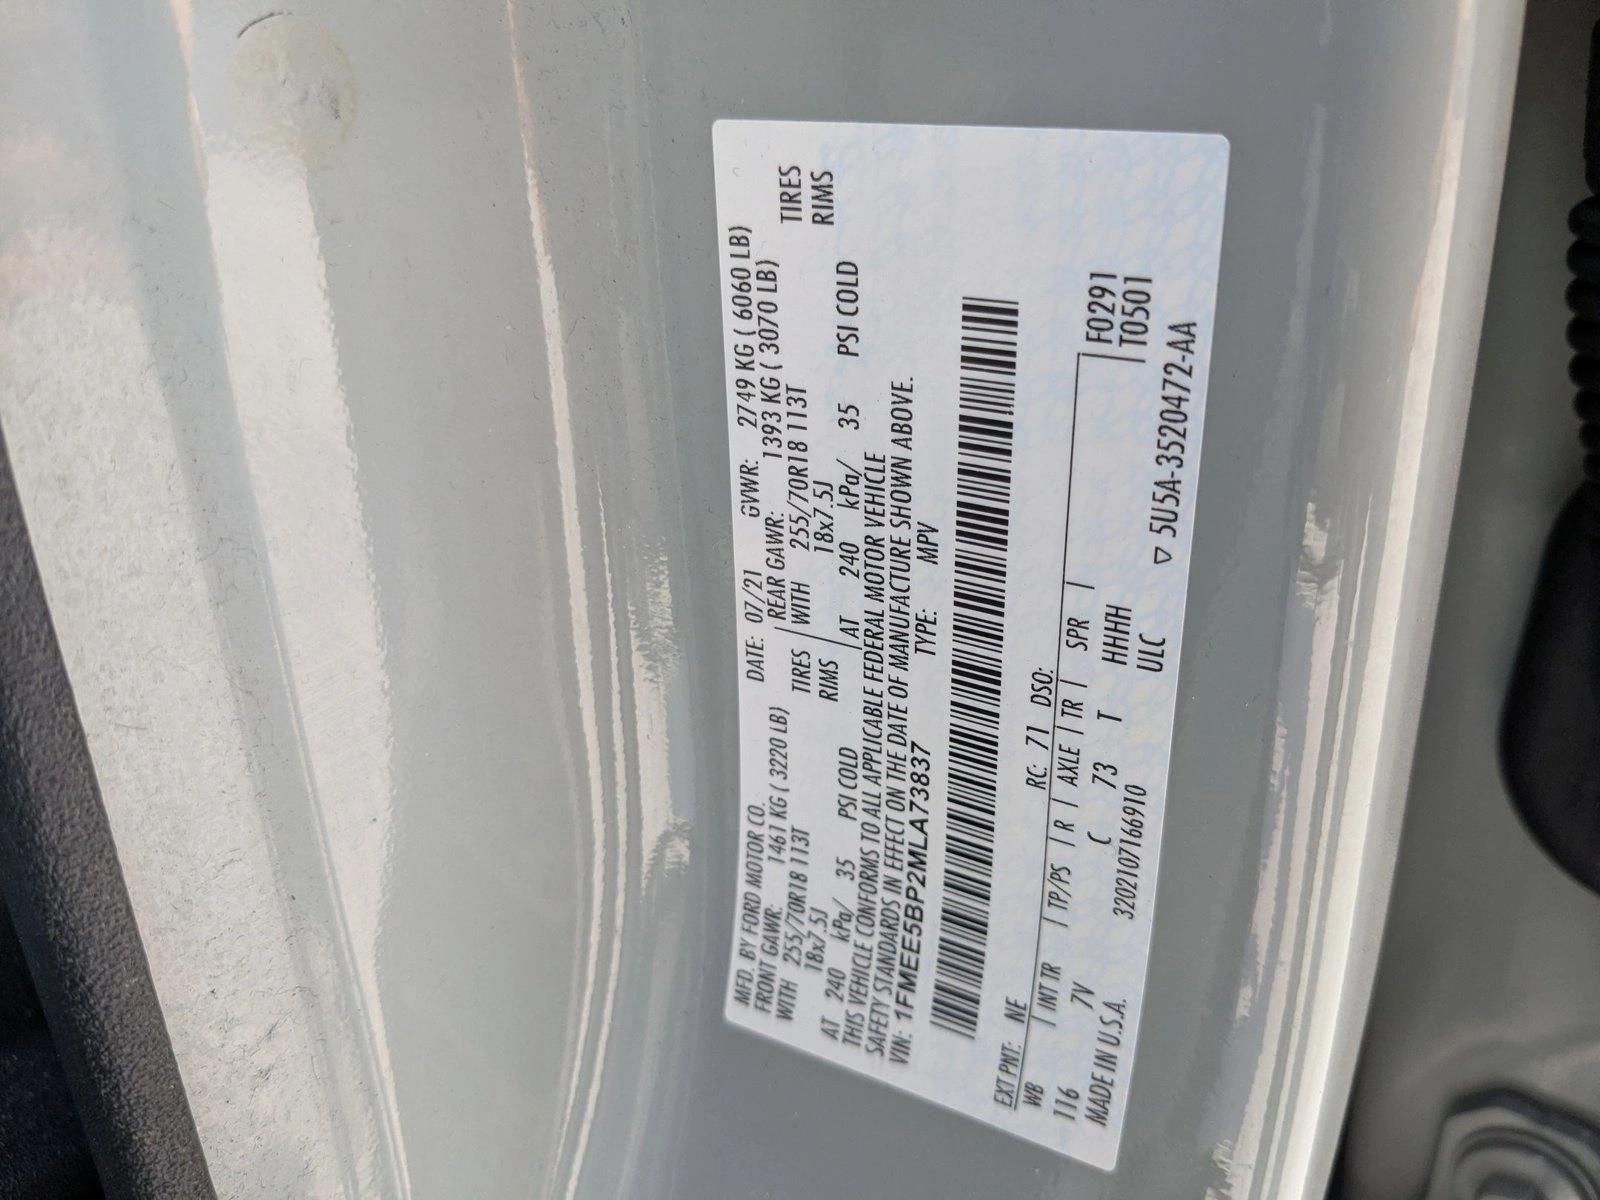 MFD. BY FORD MOTOR CO. DATE: 07/21 GVWR: 2749 KG ( 6060 LB)
FRONT GAWR: 1461 KG ( 3220 LB) REAR GAWR: 1393 KG ( 3070 LB)
WITH 255/70R18 113T TIRES WITH 255/70R18 113T TIRES
18x7.5J RIMS 18x7.5J RIMS
AT 240 kPa/ 35 PSI COLD AT 240 kPa/ 35 PSI COLD
THIS VEHICLE CONFORMS TO ALL APPLICABLE FEDERAL MOTOR VEHICLE
SAFETY STANDARDS IN EFFECT ON THE DATE OF MANUFACTURE SHOWN ABOVE.
VIN: 1FMEE5BP2MLA73837 TYPE: MPV
EXT PNT: NE RC: 71 DSO:
WB | INT TR | TP/PS | R | AXLE | TR | SPR | F0291
116 7V C 73 T HHHH T0501
MADE IN U.S.A. 3202107166910 ULC
▽ 5U5A-3520472-AA